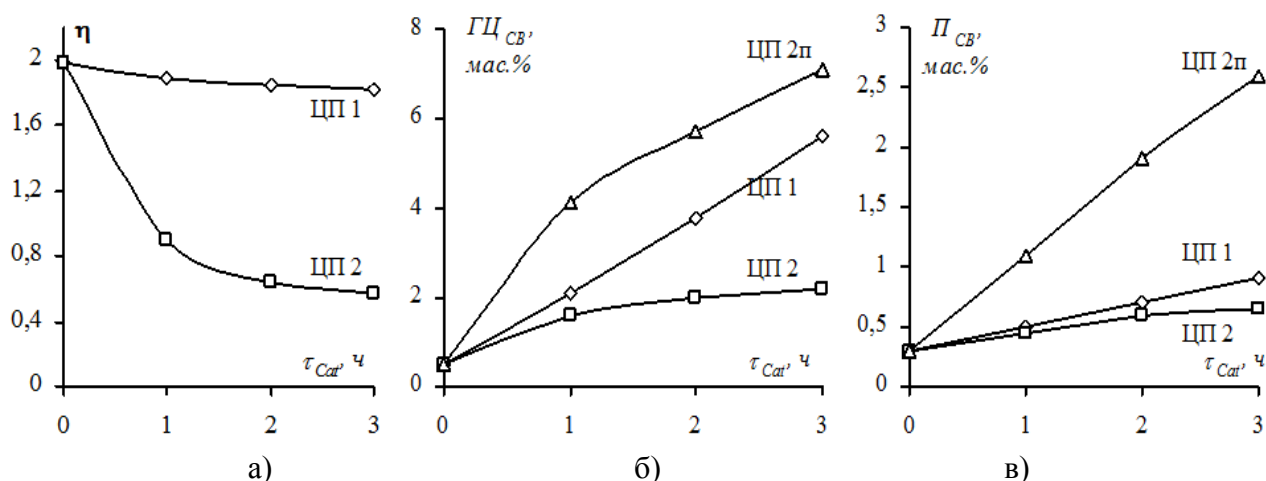 η
2
1,6
1,2
0,8
0,4
0
ЦП 1
ЦП 2
τCat, ч
0 1 2 3
а)
ГЦСВ,
мас.%
8
6
4
2
0
ЦП 2п
ЦП 1
ЦП 2
τCat, ч
0 1 2 3
б)
ПСВ,
мас.%
3
2,5
2
1,5
1
0,5
0
ЦП 2п
ЦП 1
ЦП 2
τCat, ч
0 1 2 3
в)